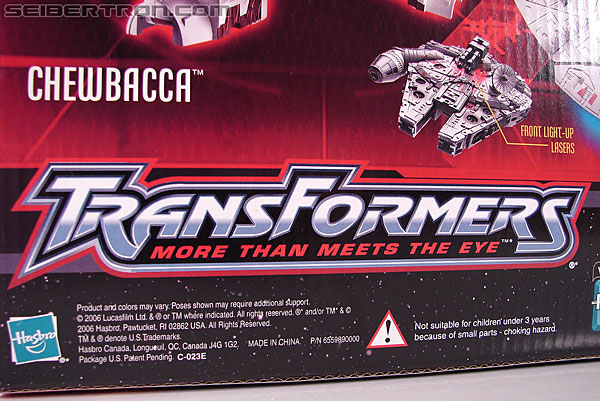 SEIBERTRON.COM
CHEWBACCA™
FRONT LIGHT-UP
LASERS
TRANSFORMERS
MORE THAN MEETS THE EYE™*
®*
Product and colors may vary. Poses shown may require additional support.
© 2006 Lucasfilm Ltd. & ® or TM where indicated. All rights reserved. ®* and/or TM* & ©
2006 Hasbro, Pawtucket, RI 02862 USA. All Rights Reserved.
TM & ® denote U.S.Trademarks.
Hasbro Canada, Longueuil, QC, Canada J4G 1G2. MADE IN CHINA. P/N 6559890000
Package U.S. Patent Pending. C-023E
Hasbro
Not suitable for children under 3 years
because of small parts - choking hazard.